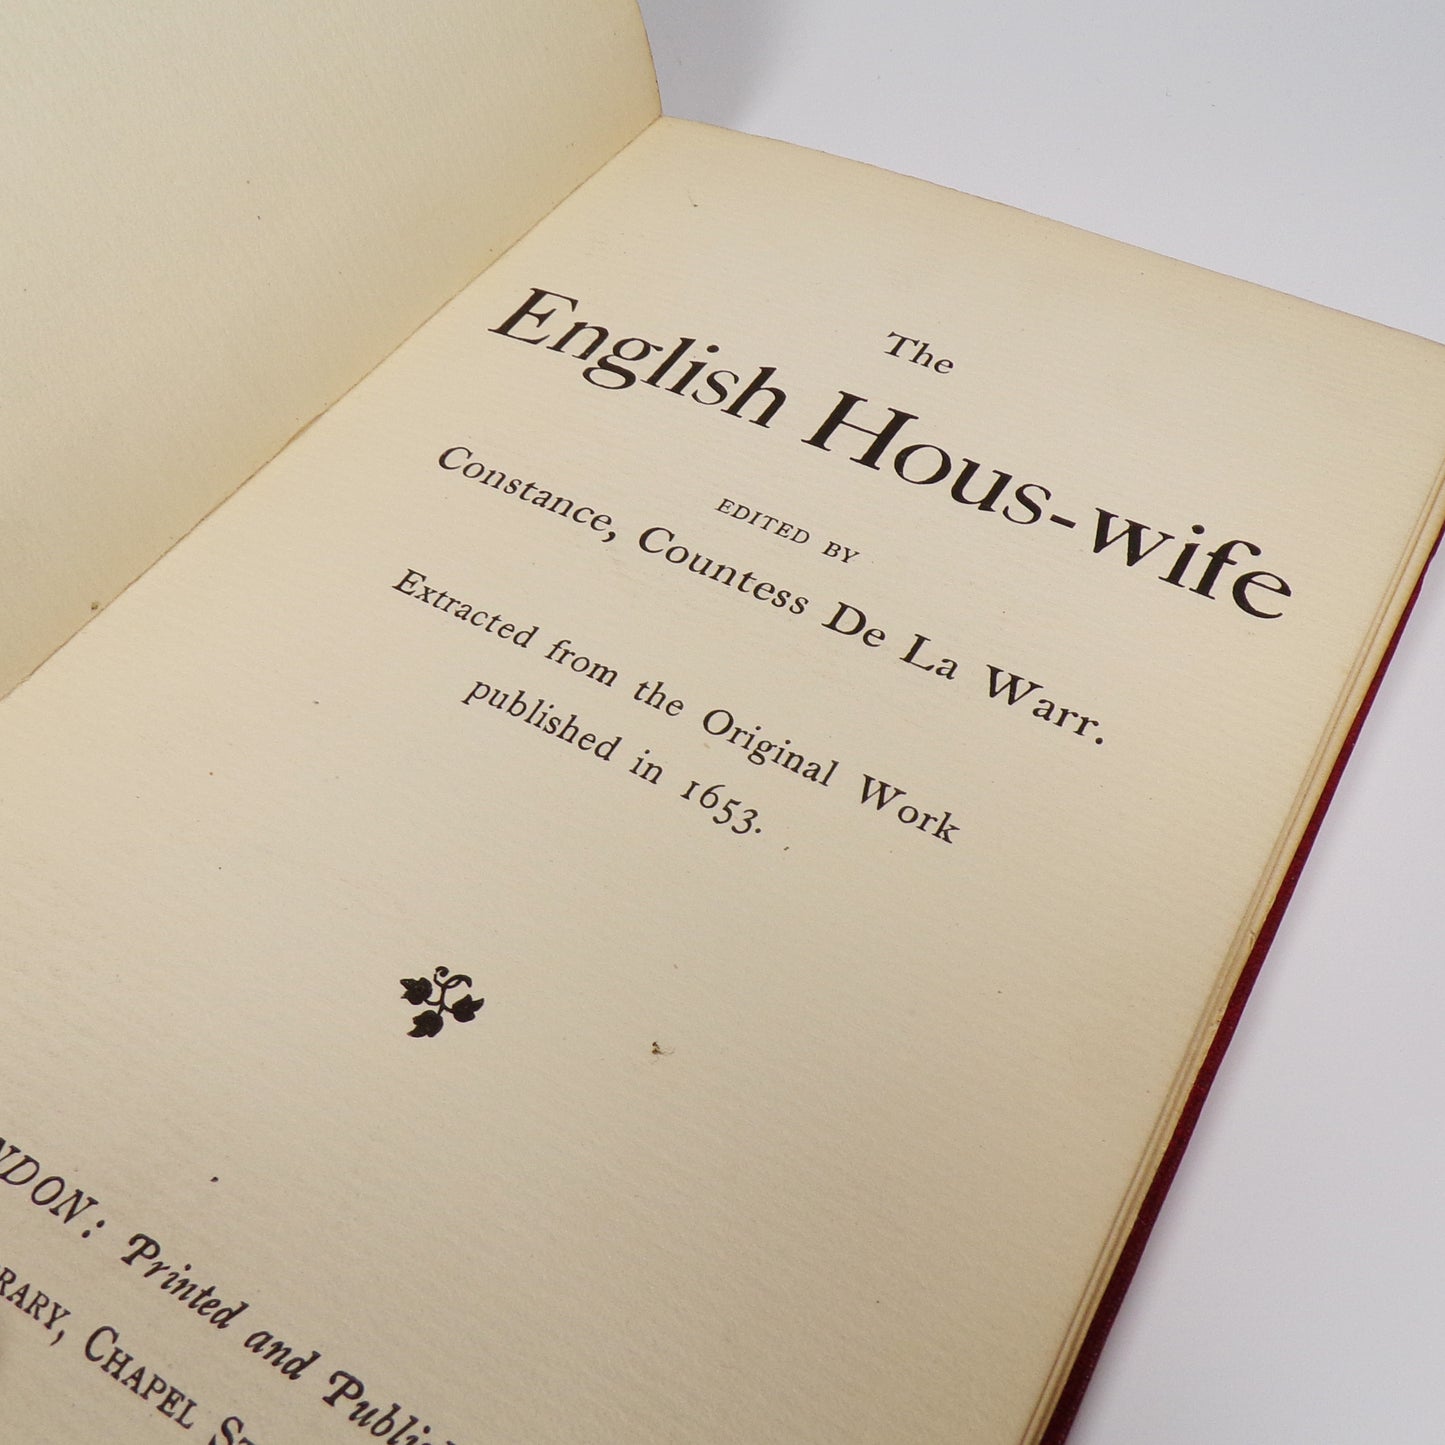 The
English Hous-wife
EDITED BY
Constance, Countess De La Warr.
Extracted from the Original Work
published in 1653.
Printed and
CHAPEL